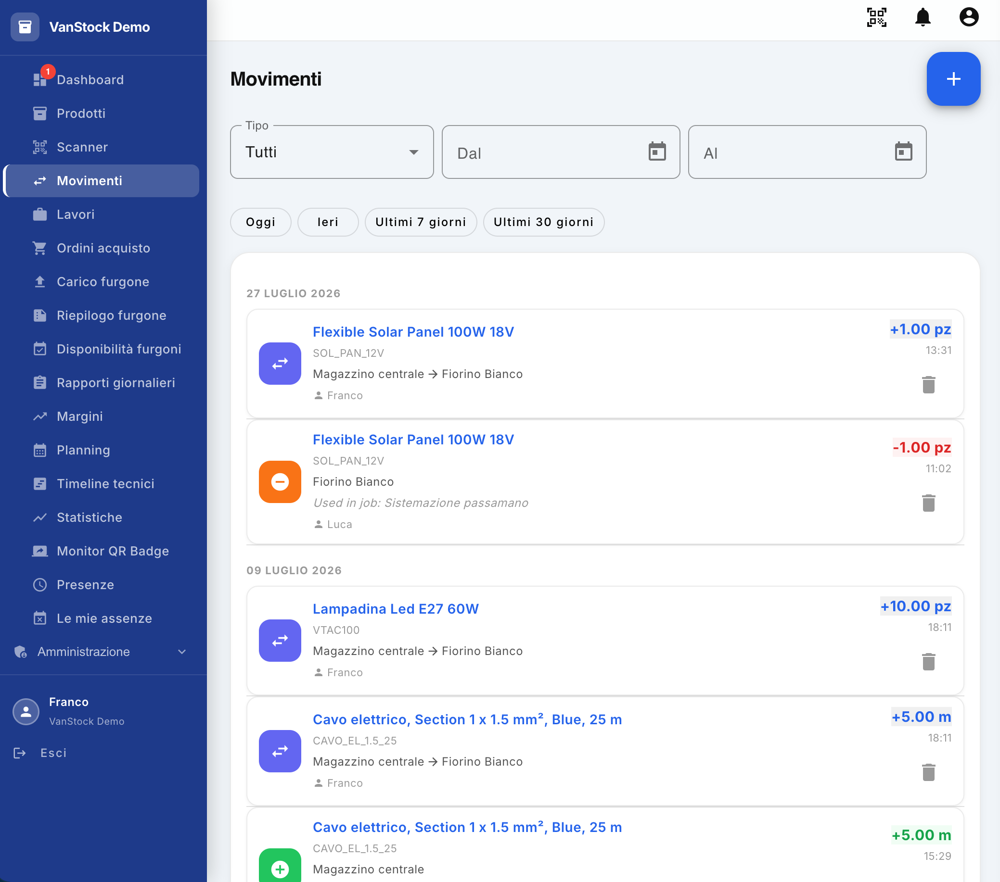 VanStock Demo
1
Dashboard
Prodotti
Scanner
Movimenti
Lavori
Ordini acquisto
Carico furgone
Riepilogo furgone
Disponibilità furgoni
Rapporti giornalieri
Margini
Planning
Timeline tecnici
Statistiche
Monitor QR Badge
Presenze
Le mie assenze
Amministrazione
Franco
VanStock Demo
Esci
Movimenti
+
Tipo
Tutti
Dal
Al
Oggi
Ieri
Ultimi 7 giorni
Ultimi 30 giorni
27 LUGLIO 2026
Flexible Solar Panel 100W 18V
SOL_PAN_12V
Magazzino centrale → Fiorino Bianco
Franco
+1.00 pz
13:31
Flexible Solar Panel 100W 18V
SOL_PAN_12V
Fiorino Bianco
Used in job: Sistemazione passamano
Luca
-1.00 pz
11:02
09 LUGLIO 2026
Lampadina Led E27 60W
VTAC100
Magazzino centrale → Fiorino Bianco
Franco
+10.00 pz
18:11
Cavo elettrico, Section 1 x 1.5 mm², Blue, 25 m
CAVO_EL_1.5_25
Magazzino centrale → Fiorino Bianco
Franco
+5.00 m
18:11
Cavo elettrico, Section 1 x 1.5 mm², Blue, 25 m
CAVO_EL_1.5_25
Magazzino centrale
+5.00 m
15:29